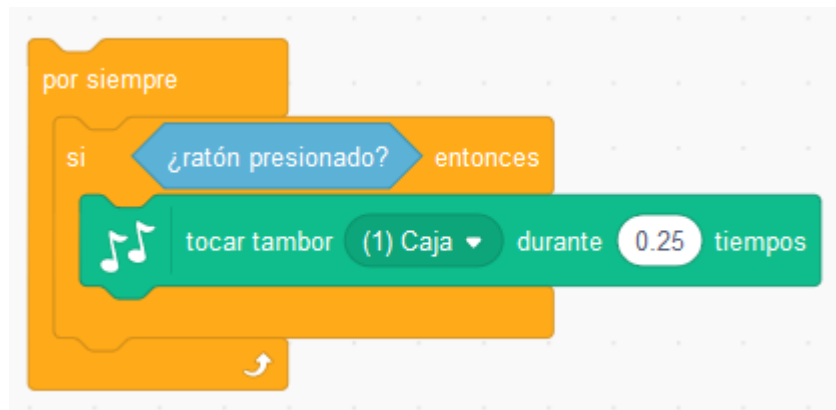 por siempre
si ¿ratón presionado? entonces
tocar tambor (1) Caja durante 0.25 tiempos